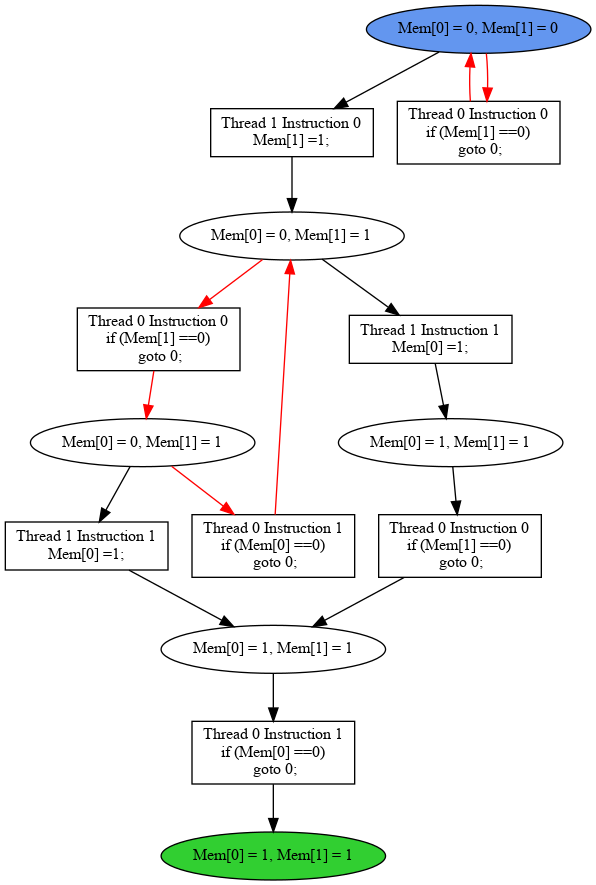 Mem[0] = 0, Mem[1] = 0
Thread 1 Instruction 0
Mem[1] =1;
Thread 0 Instruction 0
if (Mem[1] ==0)
goto 0;
Mem[0] = 0, Mem[1] = 1
Thread 0 Instruction 0
if (Mem[1] ==0)
goto 0;
Thread 1 Instruction 1
Mem[0] =1;
Mem[0] = 0, Mem[1] = 1
Mem[0] = 1, Mem[1] = 1
Thread 1 Instruction 1
Mem[0] =1;
Thread 0 Instruction 1
if (Mem[0] ==0)
goto 0;
Thread 0 Instruction 0
if (Mem[1] ==0)
goto 0;
Mem[0] = 1, Mem[1] = 1
Thread 0 Instruction 1
if (Mem[0] ==0)
goto 0;
Mem[0] = 1, Mem[1] = 1